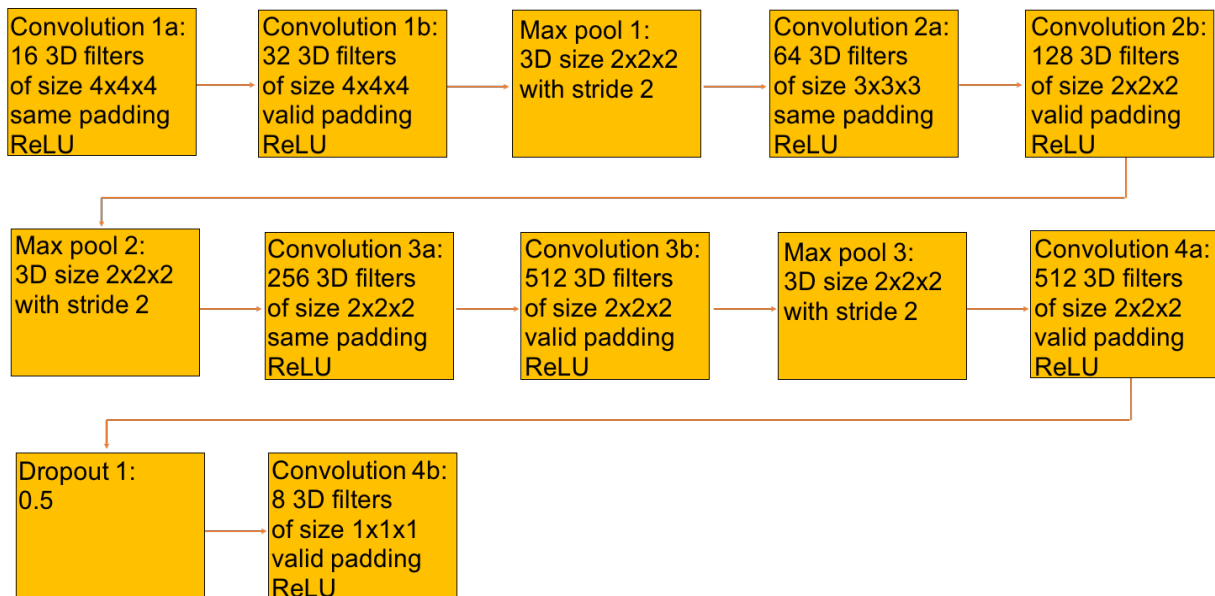 Convolution 1a:
16 3D filters
of size 4x4x4
same padding
ReLU
Convolution 1b:
32 3D filters
of size 4x4x4
valid padding
ReLU
Max pool 1:
3D size 2x2x2
with stride 2
Convolution 2a:
64 3D filters
of size 3x3x3
same padding
ReLU
Convolution 2b:
128 3D filters
of size 2x2x2
valid padding
ReLU
Max pool 2:
3D size 2x2x2
with stride 2
Convolution 3a:
256 3D filters
of size 2x2x2
same padding
ReLU
Convolution 3b:
512 3D filters
of size 2x2x2
valid padding
ReLU
Max pool 3:
3D size 2x2x2
with stride 2
Convolution 4a:
512 3D filters
of size 2x2x2
valid padding
ReLU
Dropout 1:
0.5
Convolution 4b:
8 3D filters
of size 1x1x1
valid padding
ReLU